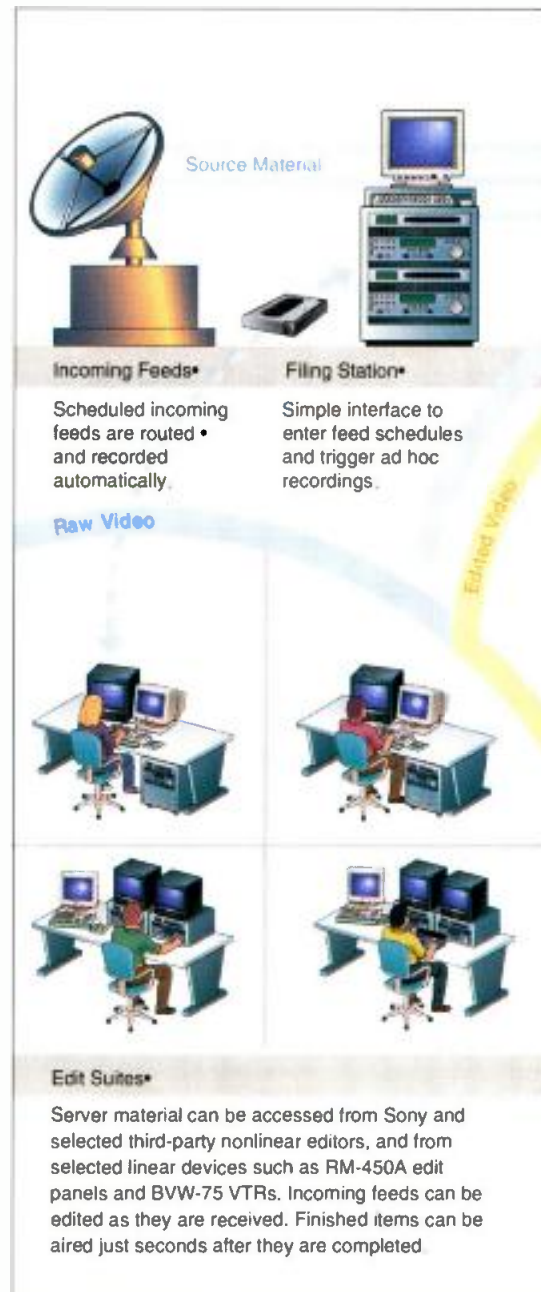 Source Material
Incoming Feeds•
Filing Station•
Scheduled incoming
feeds are routed •
and recorded
automatically.
Simple interface to
enter feed schedules
and trigger ad hoc
recordings.
Raw Video
Edited Video
Edit Suites•
Server material can be accessed from Sony and
selected third-party nonlinear editors, and from
selected linear devices such as RM-450A edit
panels and BVW-75 VTRs. Incoming feeds can be
edited as they are received. Finished items can be
aired just seconds after they are completed.